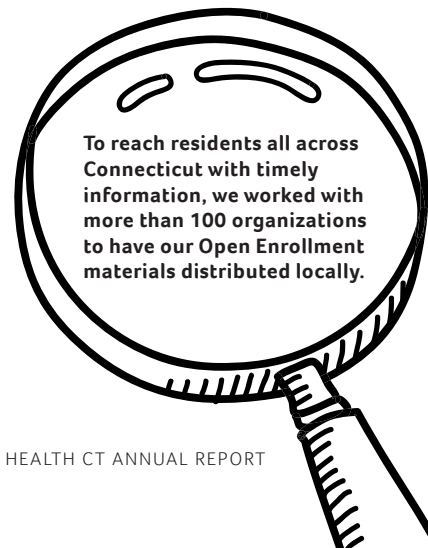 To reach residents all across
Connecticut with timely
information, we worked with
more than 100 organizations
to have our Open Enrollment
materials distributed locally.
HEALTH CT ANNUAL REPORT